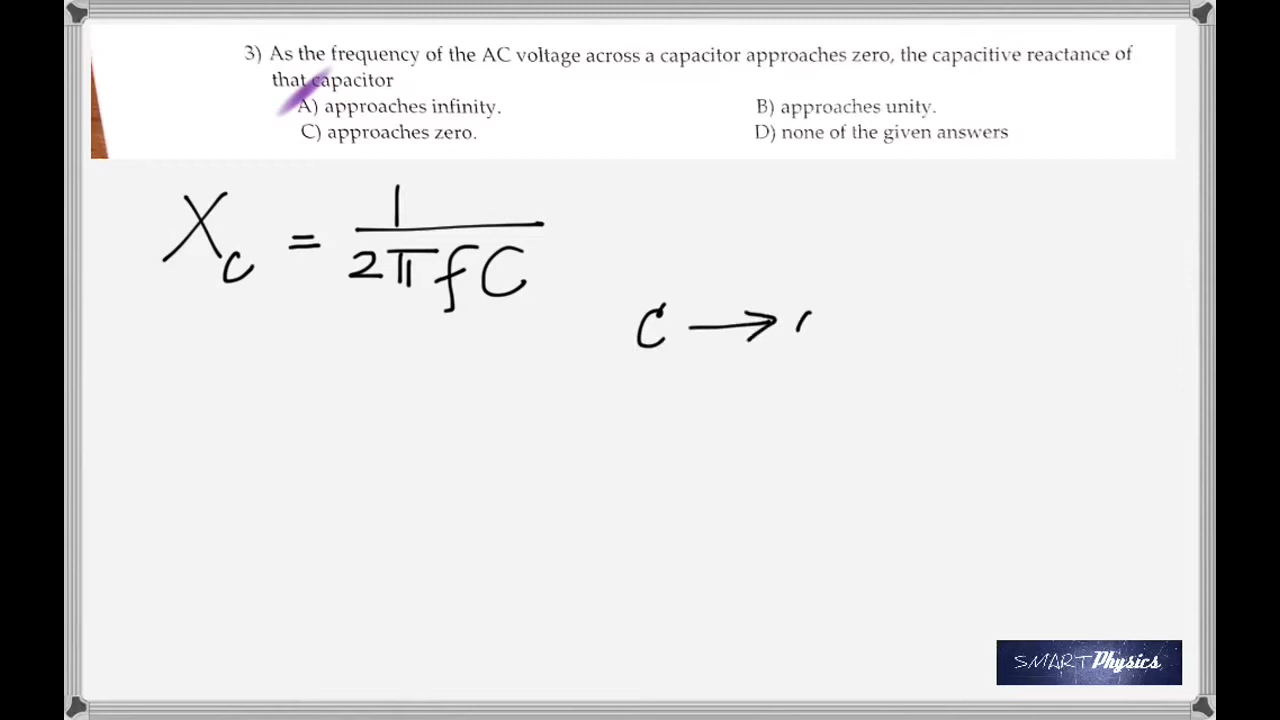 3) As the frequency of the AC voltage across a capacitor approaches zero, the capacitive reactance of
that capacitor
A) approaches infinity.
B) approaches unity.
C) approaches zero.
D) none of the given answers
X_C = 1 / 2πfC
C →
SMART Physics